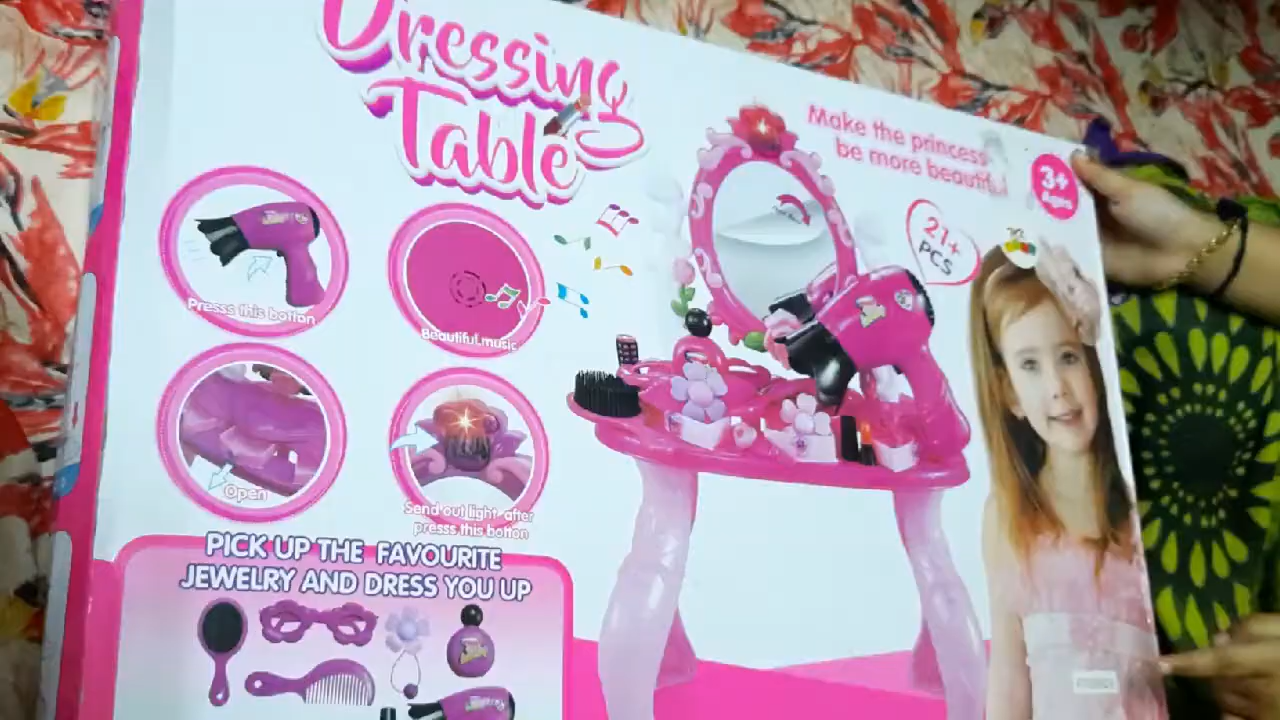 Dressing
Table
Make the princess
be more beautiful
3+
Ages
21+
PCS
Presss this botton
Beautiful music
Open
Send out light after
presss this botton
PICK UP THE FAVOURITE
JEWELRY AND DRESS YOU UP